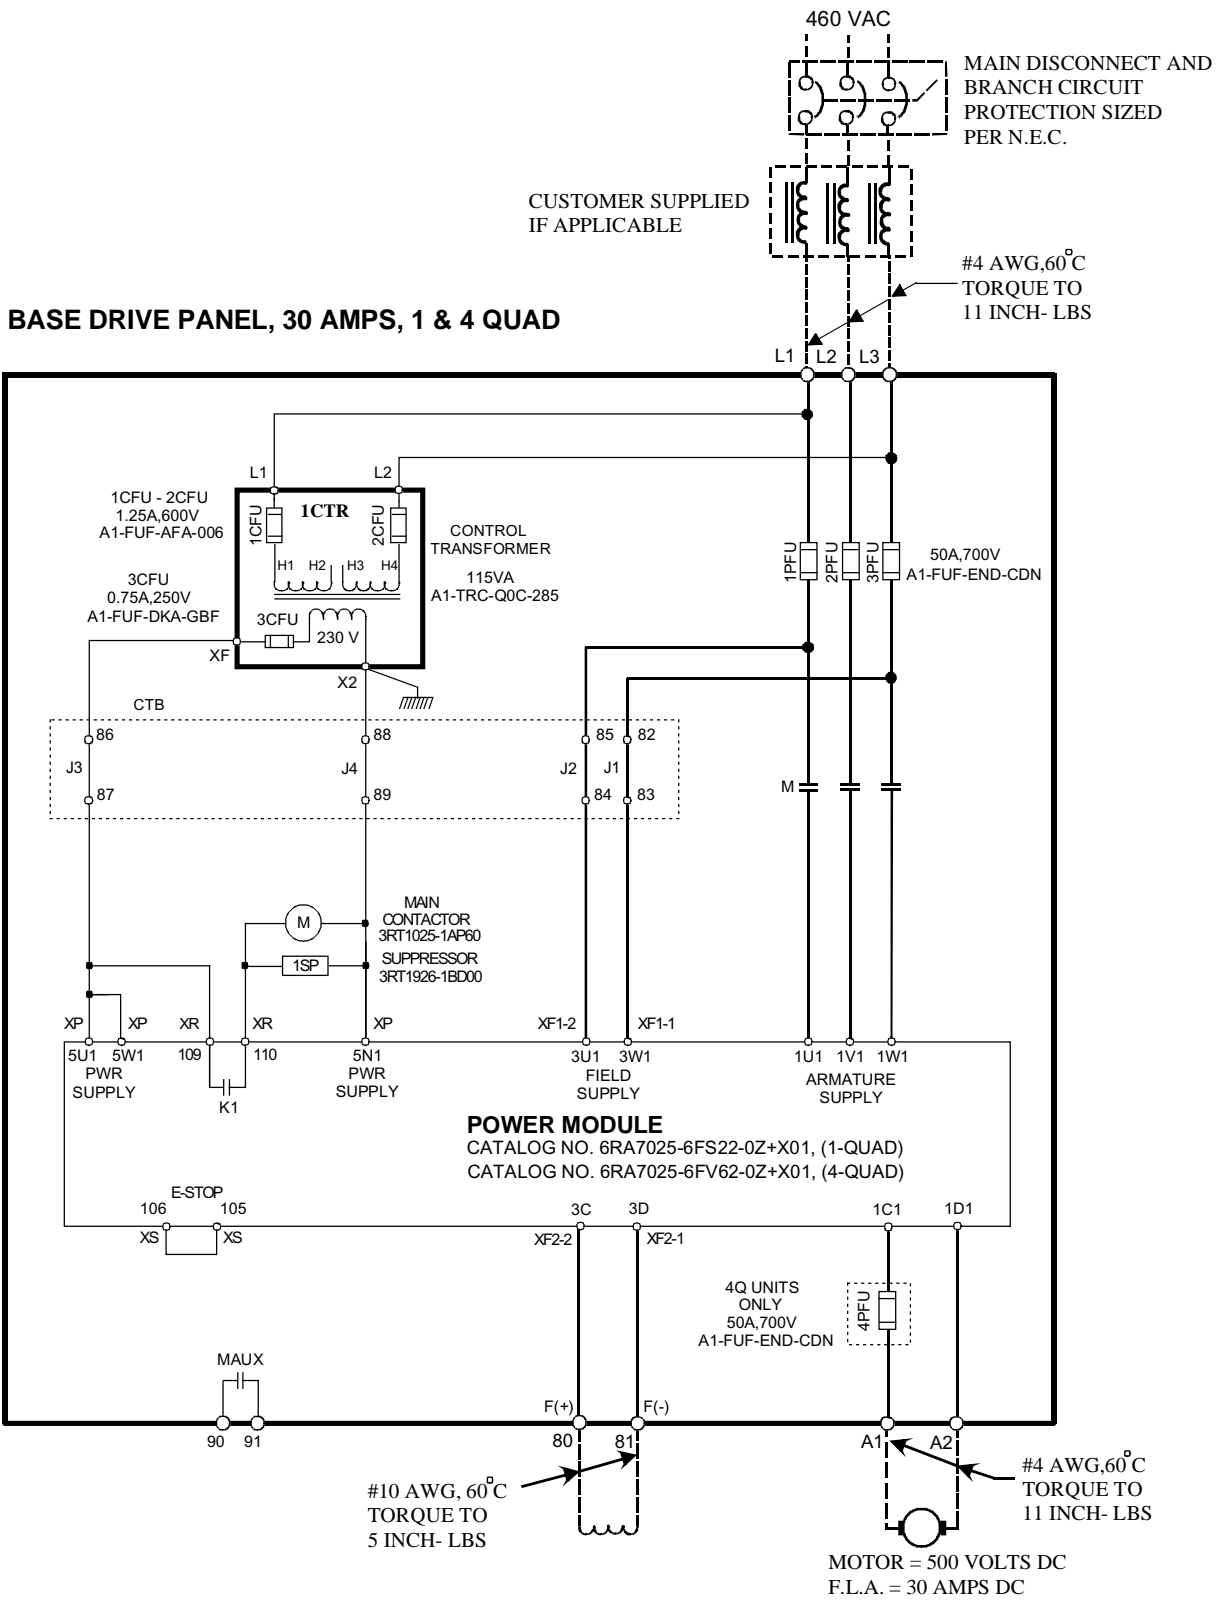 460 VAC
MAIN DISCONNECT AND
BRANCH CIRCUIT
PROTECTION SIZED
PER N.E.C.
CUSTOMER SUPPLIED
IF APPLICABLE
#4 AWG,60°C
TORQUE TO
11 INCH- LBS
BASE DRIVE PANEL, 30 AMPS, 1 & 4 QUAD
L1 L2 L3
L1 L2
1CFU - 2CFU
1.25A,600V
A1-FUF-AFA-006
1CFU
1CTR
2CFU
CONTROL
TRANSFORMER
115VA
A1-TRC-Q0C-285
H1 H2 H3 H4
3CFU
0.75A,250V
A1-FUF-DKA-GBF
3CFU
230 V
XF
X2
1PFU
2PFU
3PFU
50A,700V
A1-FUF-END-CDN
CTB
86 88 85 82
J3 J4 J2 J1
87 89 84 83
M
M
MAIN
CONTACTOR
3RT1025-1AP60
1SP
SUPPRESSOR
3RT1926-1BD00
XP XP XR XR XP XF1-2 XF1-1
5U1 5W1 109 110 5N1 3U1 3W1 1U1 1V1 1W1
PWR
SUPPLY
K1
PWR
SUPPLY
FIELD
SUPPLY
ARMATURE
SUPPLY
POWER MODULE
CATALOG NO. 6RA7025-6FS22-0Z+X01, (1-QUAD)
CATALOG NO. 6RA7025-6FV62-0Z+X01, (4-QUAD)
E-STOP
106 105 3C 3D 1C1 1D1
XS XS XF2-2 XF2-1
4Q UNITS
ONLY
50A,700V
A1-FUF-END-CDN
4PFU
MAUX
F(+) F(-)
90 91 80 81 A1 A2
#10 AWG, 60°C
TORQUE TO
5 INCH- LBS
#4 AWG,60°C
TORQUE TO
11 INCH- LBS
MOTOR = 500 VOLTS DC
F.L.A. = 30 AMPS DC